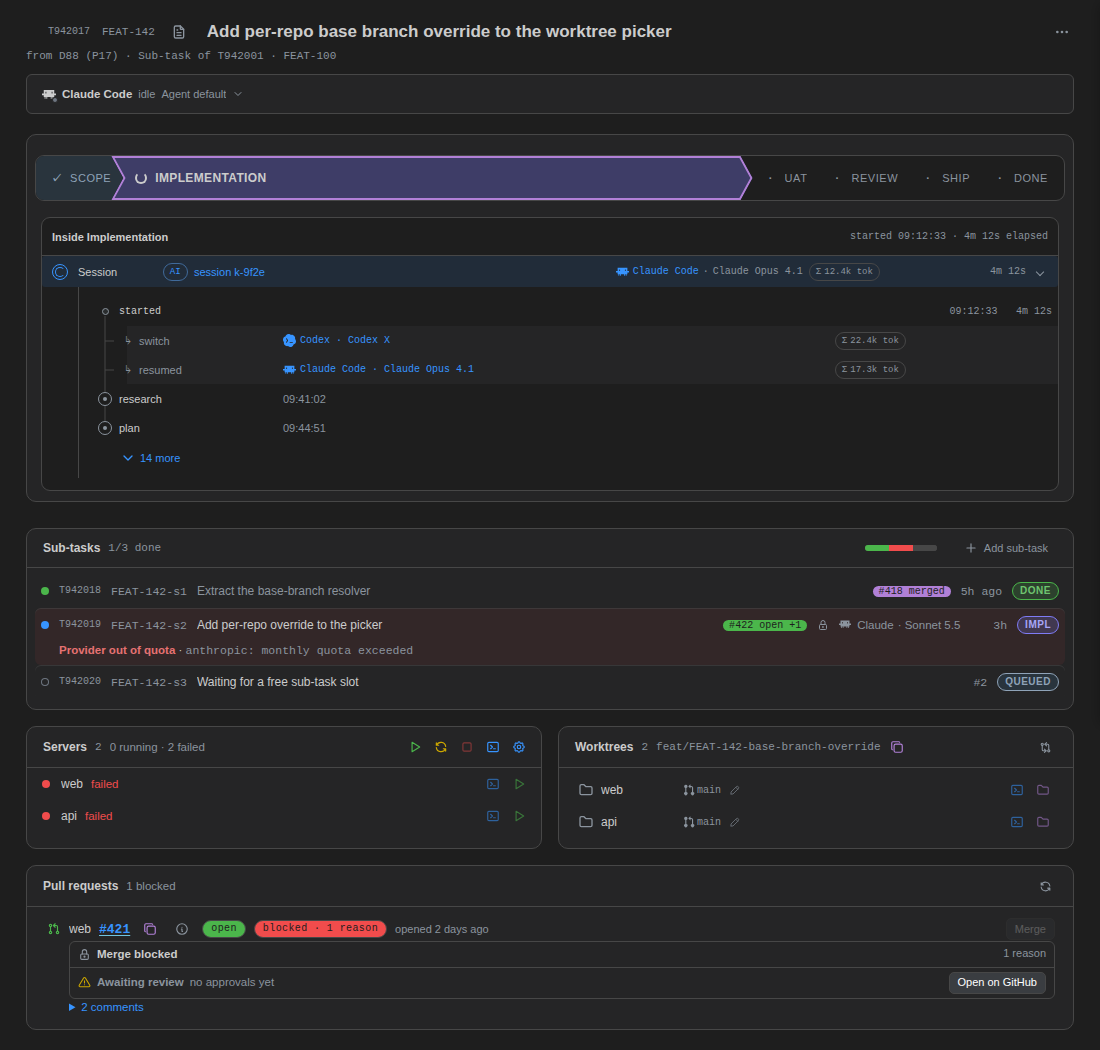 T942017 FEAT-142 Add per-repo base branch override to the worktree picker
from D88 (P17) · Sub-task of T942001 · FEAT-100
Claude Code idle Agent default
SCOPE IMPLEMENTATION · UAT · REVIEW · SHIP · DONE
Inside Implementation started 09:12:33 · 4m 12s elapsed
Session AI session k-9f2e Claude Code · Claude Opus 4.1 Σ 12.4k tok 4m 12s
started 09:12:33 4m 12s
↳ switch Codex · Codex X Σ 22.4k tok
↳ resumed Claude Code · Claude Opus 4.1 Σ 17.3k tok
research 09:41:02
plan 09:44:51
14 more
Sub-tasks 1/3 done Add sub-task
T942018 FEAT-142-s1 Extract the base-branch resolver #418 merged 5h ago DONE
T942019 FEAT-142-s2 Add per-repo override to the picker #422 open +1 Claude · Sonnet 5.5 3h IMPL
Provider out of quota · anthropic: monthly quota exceeded
T942020 FEAT-142-s3 Waiting for a free sub-task slot #2 QUEUED
Servers 2 0 running · 2 failed
web failed
api failed
Worktrees 2 feat/FEAT-142-base-branch-override
web main
api main
Pull requests 1 blocked
web #421 open blocked · 1 reason opened 2 days ago Merge
Merge blocked 1 reason
Awaiting review no approvals yet Open on GitHub
2 comments